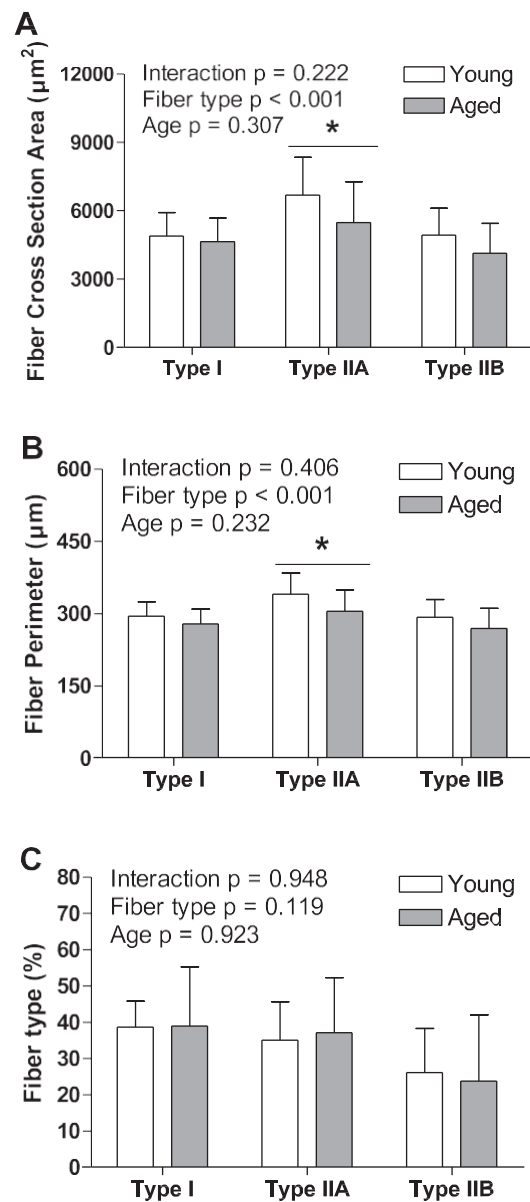 A
Fiber Cross Section Area (µm²)
12000
9000
6000
3000
0
Interaction p = 0.222
Fiber type p < 0.001
Age p = 0.307
*
Young
Aged
Type I
Type IIA
Type IIB
B
Fiber Perimeter (µm)
600
450
300
150
0
Interaction p = 0.406
Fiber type p < 0.001
Age p = 0.232
*
Young
Aged
Type I
Type IIA
Type IIB
C
Fiber type (%)
80
70
60
50
40
30
20
10
0
Interaction p = 0.948
Fiber type p = 0.119
Age p = 0.923
Young
Aged
Type I
Type IIA
Type IIB